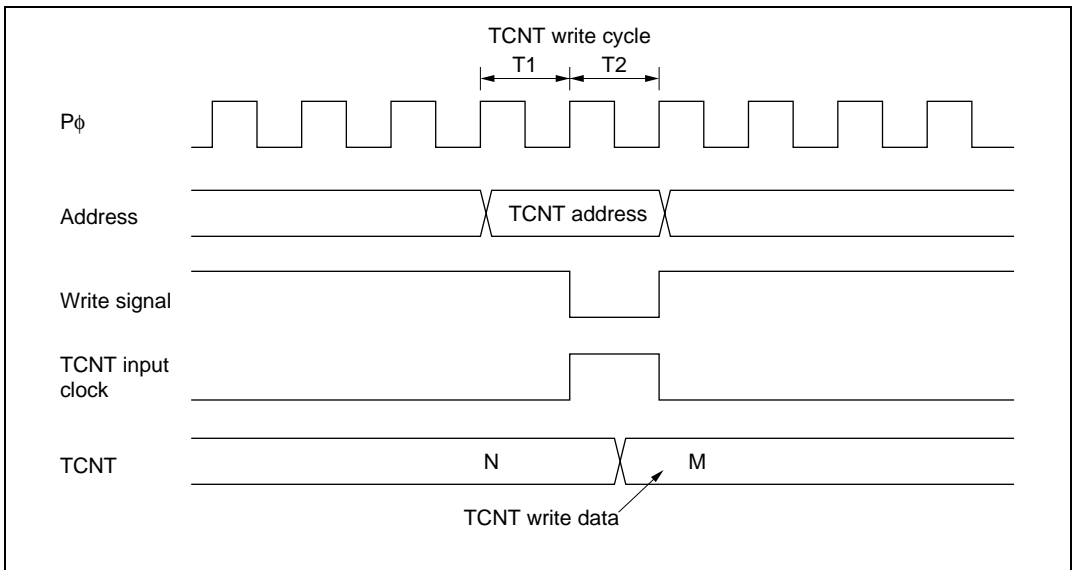 TCNT write cycle
T1 T2
Pϕ
Address
TCNT address
Write signal
TCNT input
clock
TCNT
N
M
TCNT write data